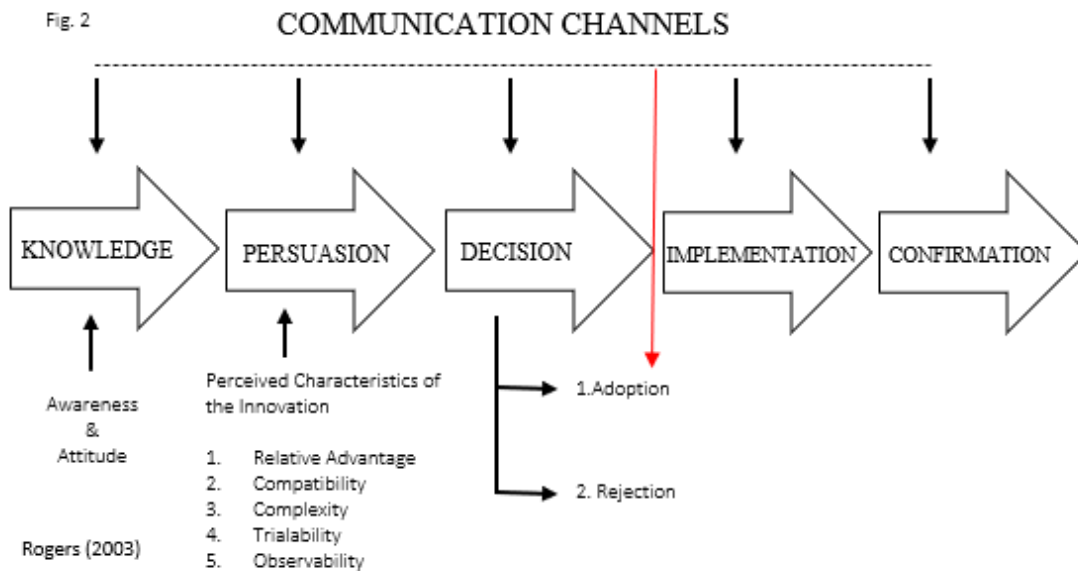 Fig. 2
COMMUNICATION CHANNELS
KNOWLEDGE
PERSUASION
DECISION
IMPLEMENTATION
CONFIRMATION
Awareness
&
Attitude
Perceived Characteristics of
the Innovation
1. Relative Advantage
2. Compatibility
3. Complexity
4. Trialability
5. Observability
1.Adoption
2. Rejection
Rogers (2003)